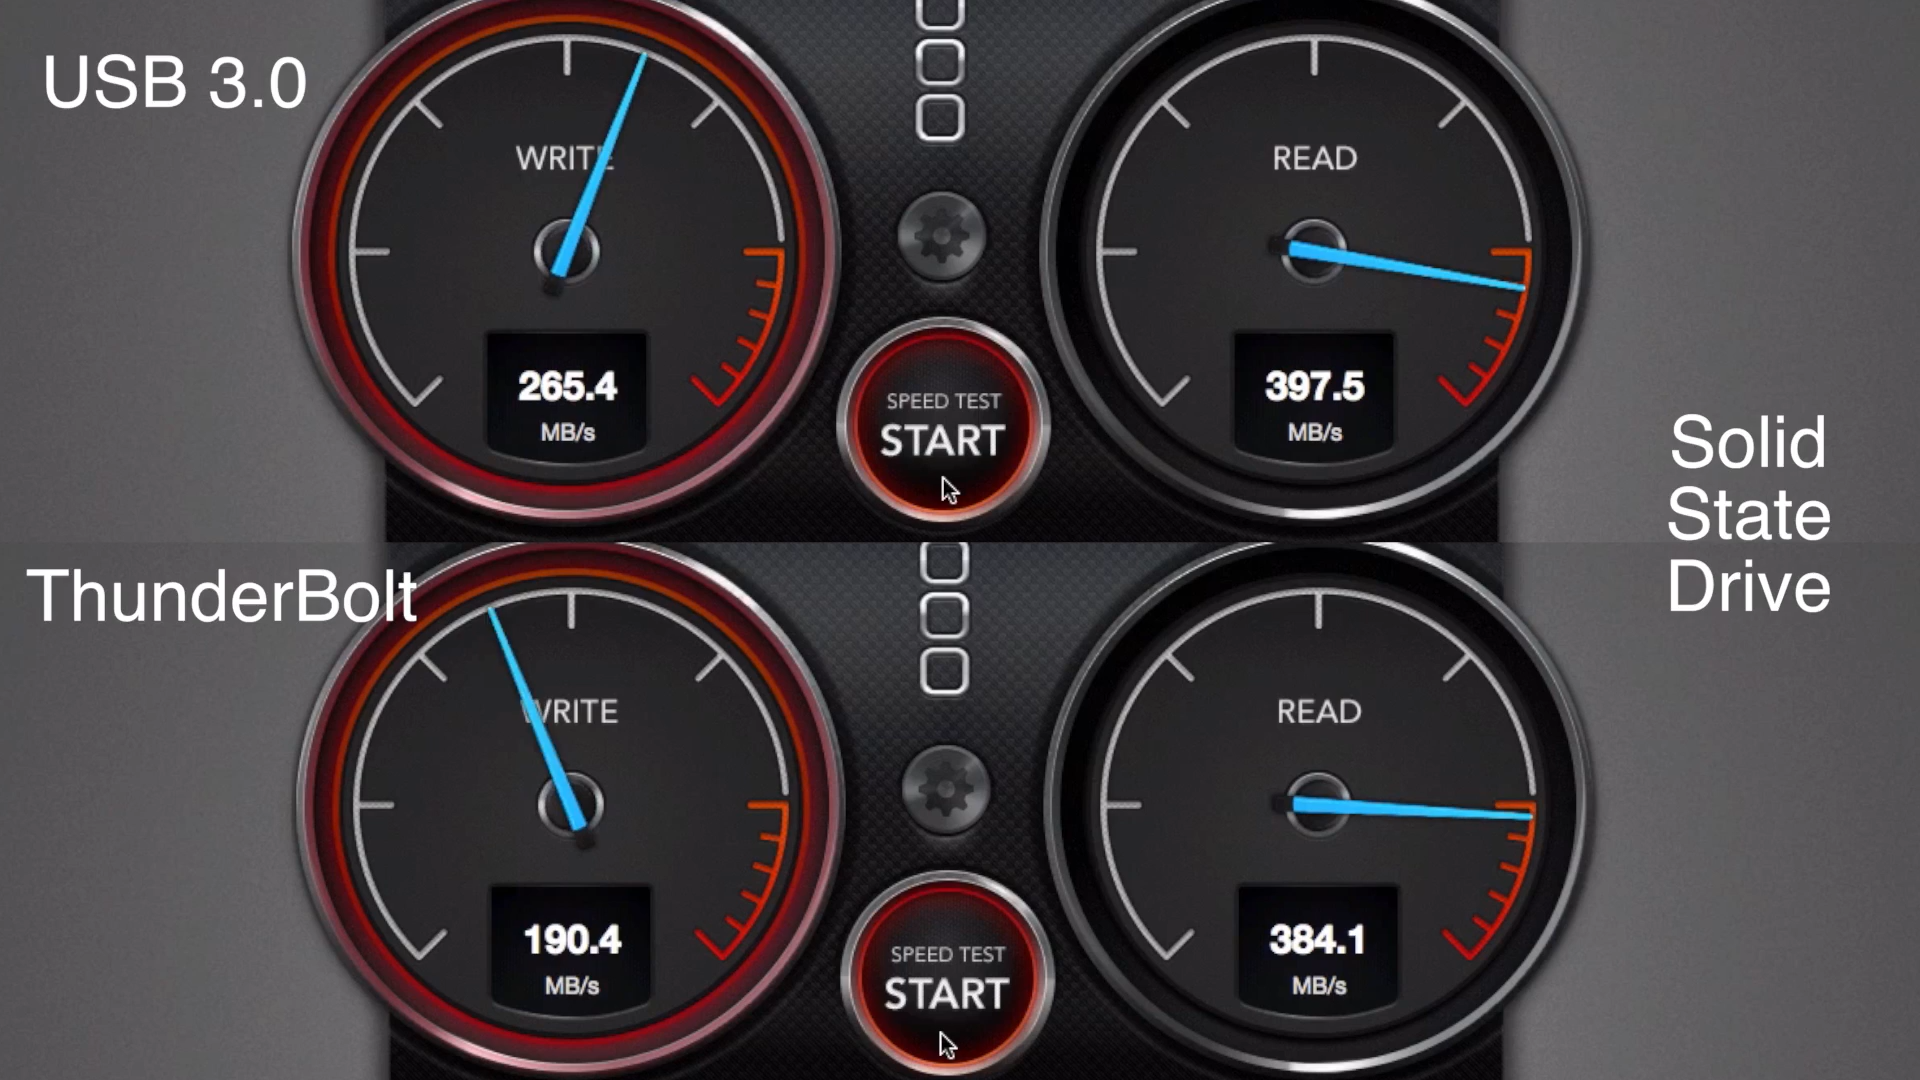 USB 3.0
WRITE
READ
265.4
MB/s
SPEED TEST
START
397.5
MB/s
Solid
State
Drive
ThunderBolt
WRITE
READ
190.4
MB/s
SPEED TEST
START
384.1
MB/s